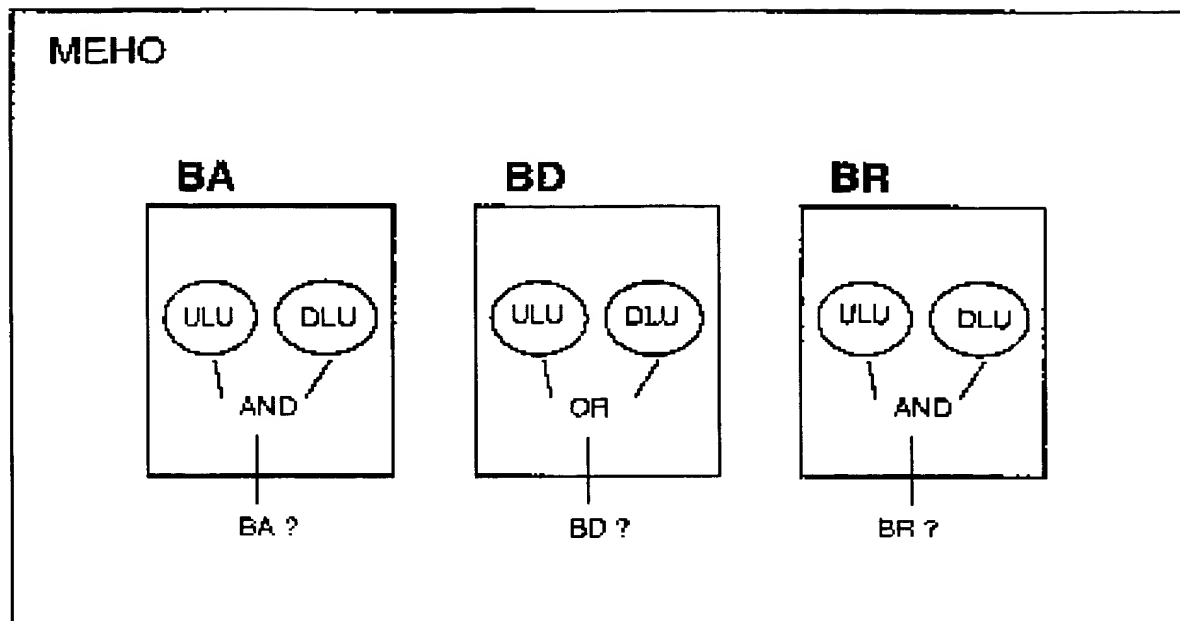 MEHO
BA BD BR
ULU DLU ULU DLU ULU DLU
AND OR AND
BA ? BD ? BR ?